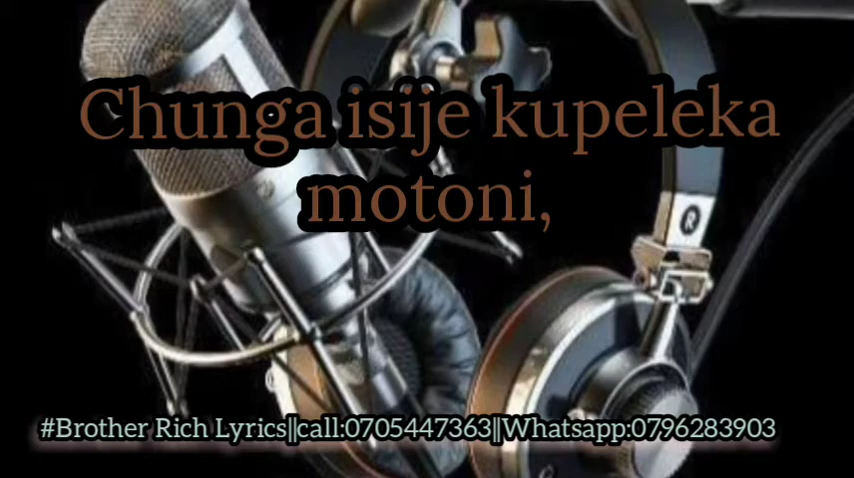 Chunga isije kupeleka
motoni,
R
#Brother Rich Lyrics||call:0705447363||Whatsapp:0796283903